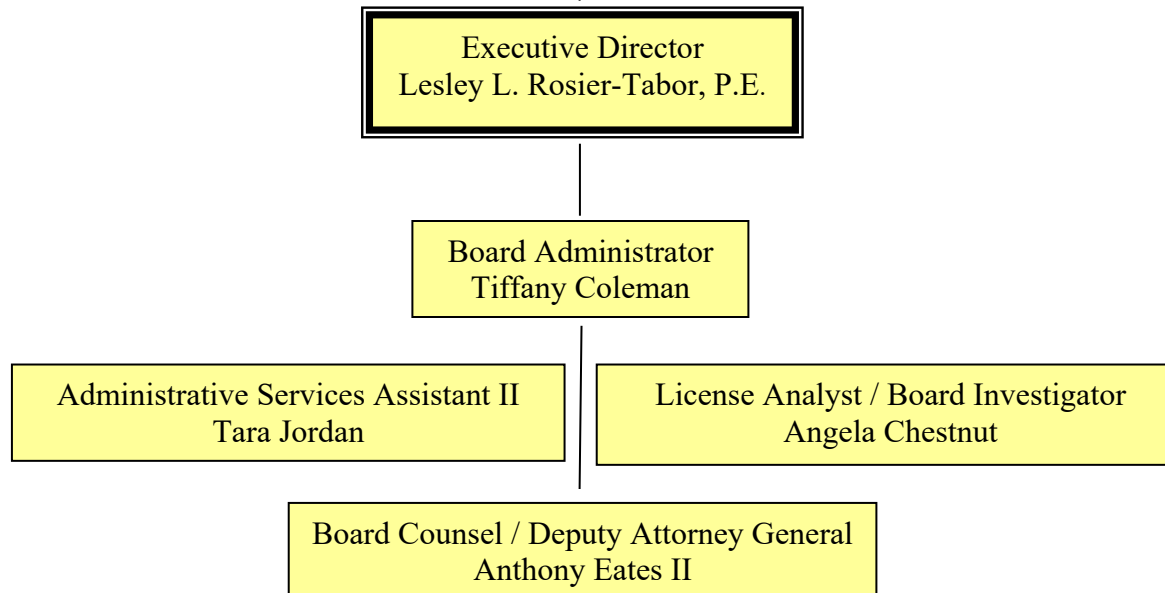 Executive Director
Lesley L. Rosier-Tabor, P.E.
Board Administrator
Tiffany Coleman
Administrative Services Assistant II
Tara Jordan
License Analyst / Board Investigator
Angela Chestnut
Board Counsel / Deputy Attorney General
Anthony Eates II